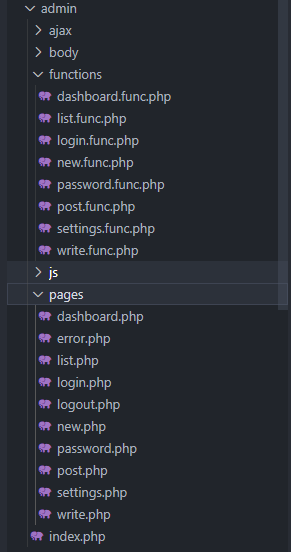 admin
ajax
body
functions
dashboard.func.php
list.func.php
login.func.php
new.func.php
password.func.php
post.func.php
settings.func.php
write.func.php
js
pages
dashboard.php
error.php
list.php
login.php
logout.php
new.php
password.php
post.php
settings.php
write.php
index.php